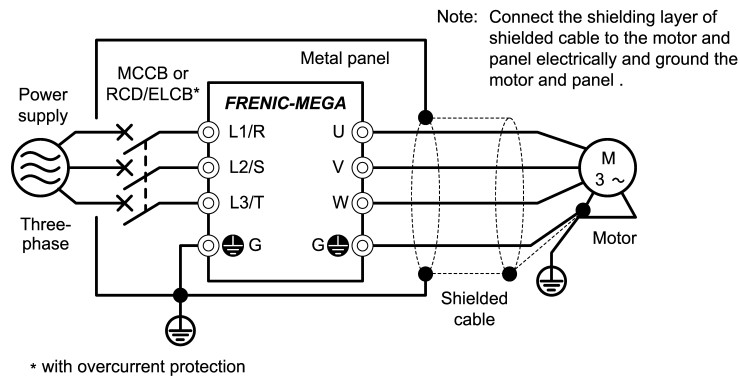 Note: Connect the shielding layer of
shielded cable to the motor and
panel electrically and ground the
motor and panel .
Metal panel
MCCB or
RCD/ELCB*
Power
supply
FRENIC-MEGA
L1/R
U
L2/S
V
L3/T
W
G
G
M
3 ~
Three-
phase
Motor
Shielded
cable
* with overcurrent protection